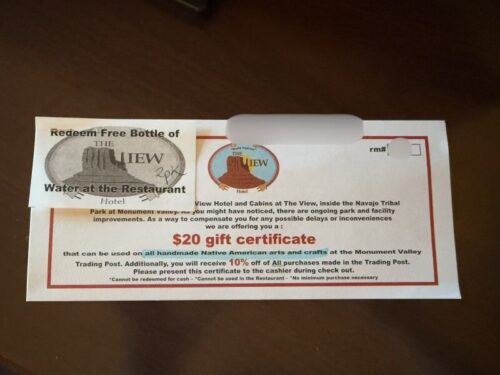 Redeem Free Bottle of
THE
VIEW
2pk
Water at the Restaurant
Hotel
THE
VIEW
Hotel
rm#
View Hotel and Cabins at The View, inside the Navajo Tribal
Park at Monument Valley. As you might have noticed, there are ongoing park and facility
improvements. As a way to compensate you for any possible delays or inconveniences
we are offering you a :
$20 gift certificate
that can be used on all handmade Native American arts and crafts at the Monument Valley
Trading Post. Additionally, you will receive 10% off of All purchases made in the Trading Post.
Please present this certificate to the cashier during check out.
*Cannot be redeemed for cash - *Cannot be used in the Restaurant - *No minimum purchase necessary